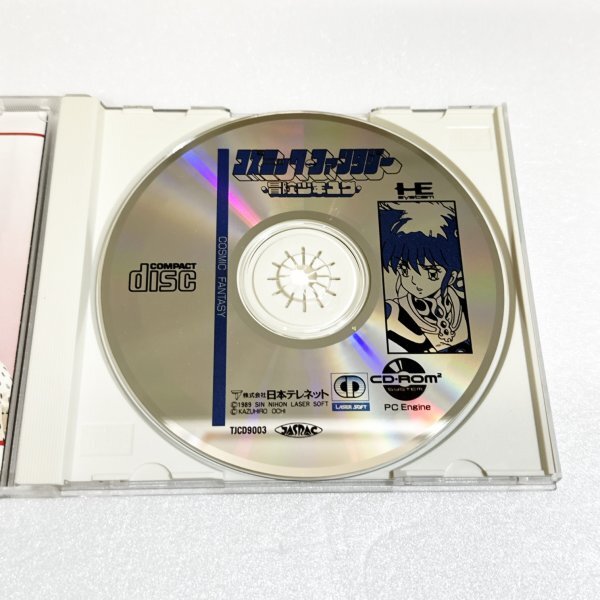 コズミック・ファンタジー
冒険少年ユウ
HE
system
COSMIC FANTASY
COMPACT
disc
株式会社日本テレネット
©1989 SIN NIHON LASER SOFT
©KAZUHIRO OCHI
LASER SOFT
CD-ROM²
SYSTEM
PC Engine
TJCD9003
JASRAC